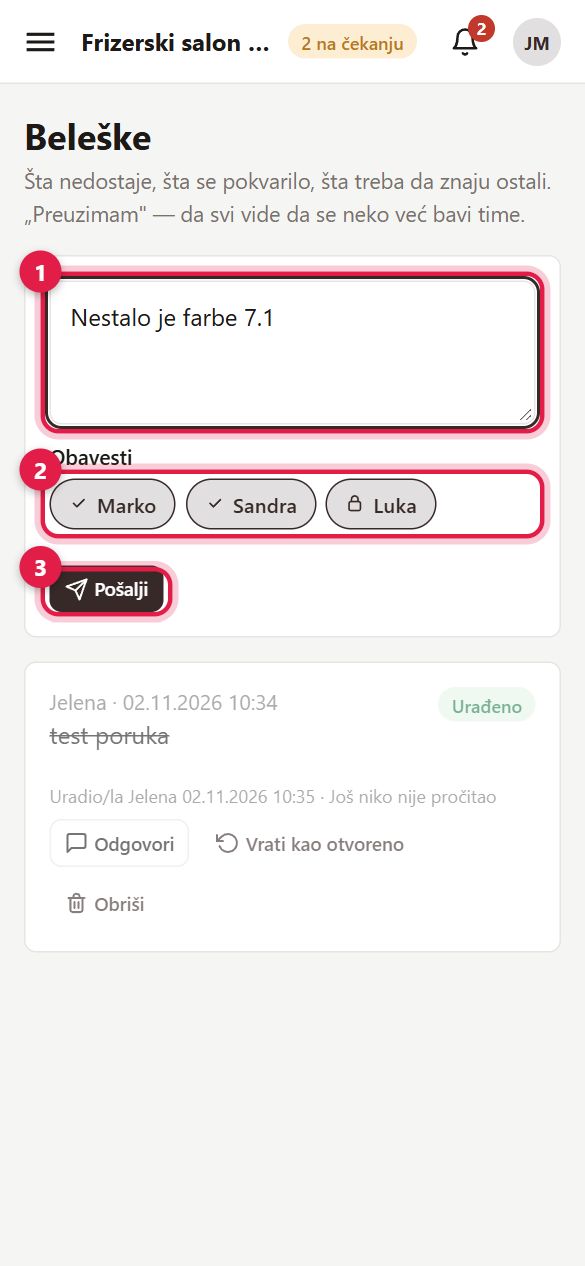 Frizerski salon ...
2 na čekanju
2
JM
Beleške
Šta nedostaje, šta se pokvarilo, šta treba da znaju ostali.
„Preuzimam" — da svi vide da se neko već bavi time.
1
Nestalo je farbe 7.1
Obavesti
2
Marko
Sandra
Luka
3
Pošalji
Jelena · 02.11.2026 10:34
Urađeno
test poruka
Uradio/la Jelena 02.11.2026 10:35 · Još niko nije pročitao
Odgovori
Vrati kao otvoreno
Obriši